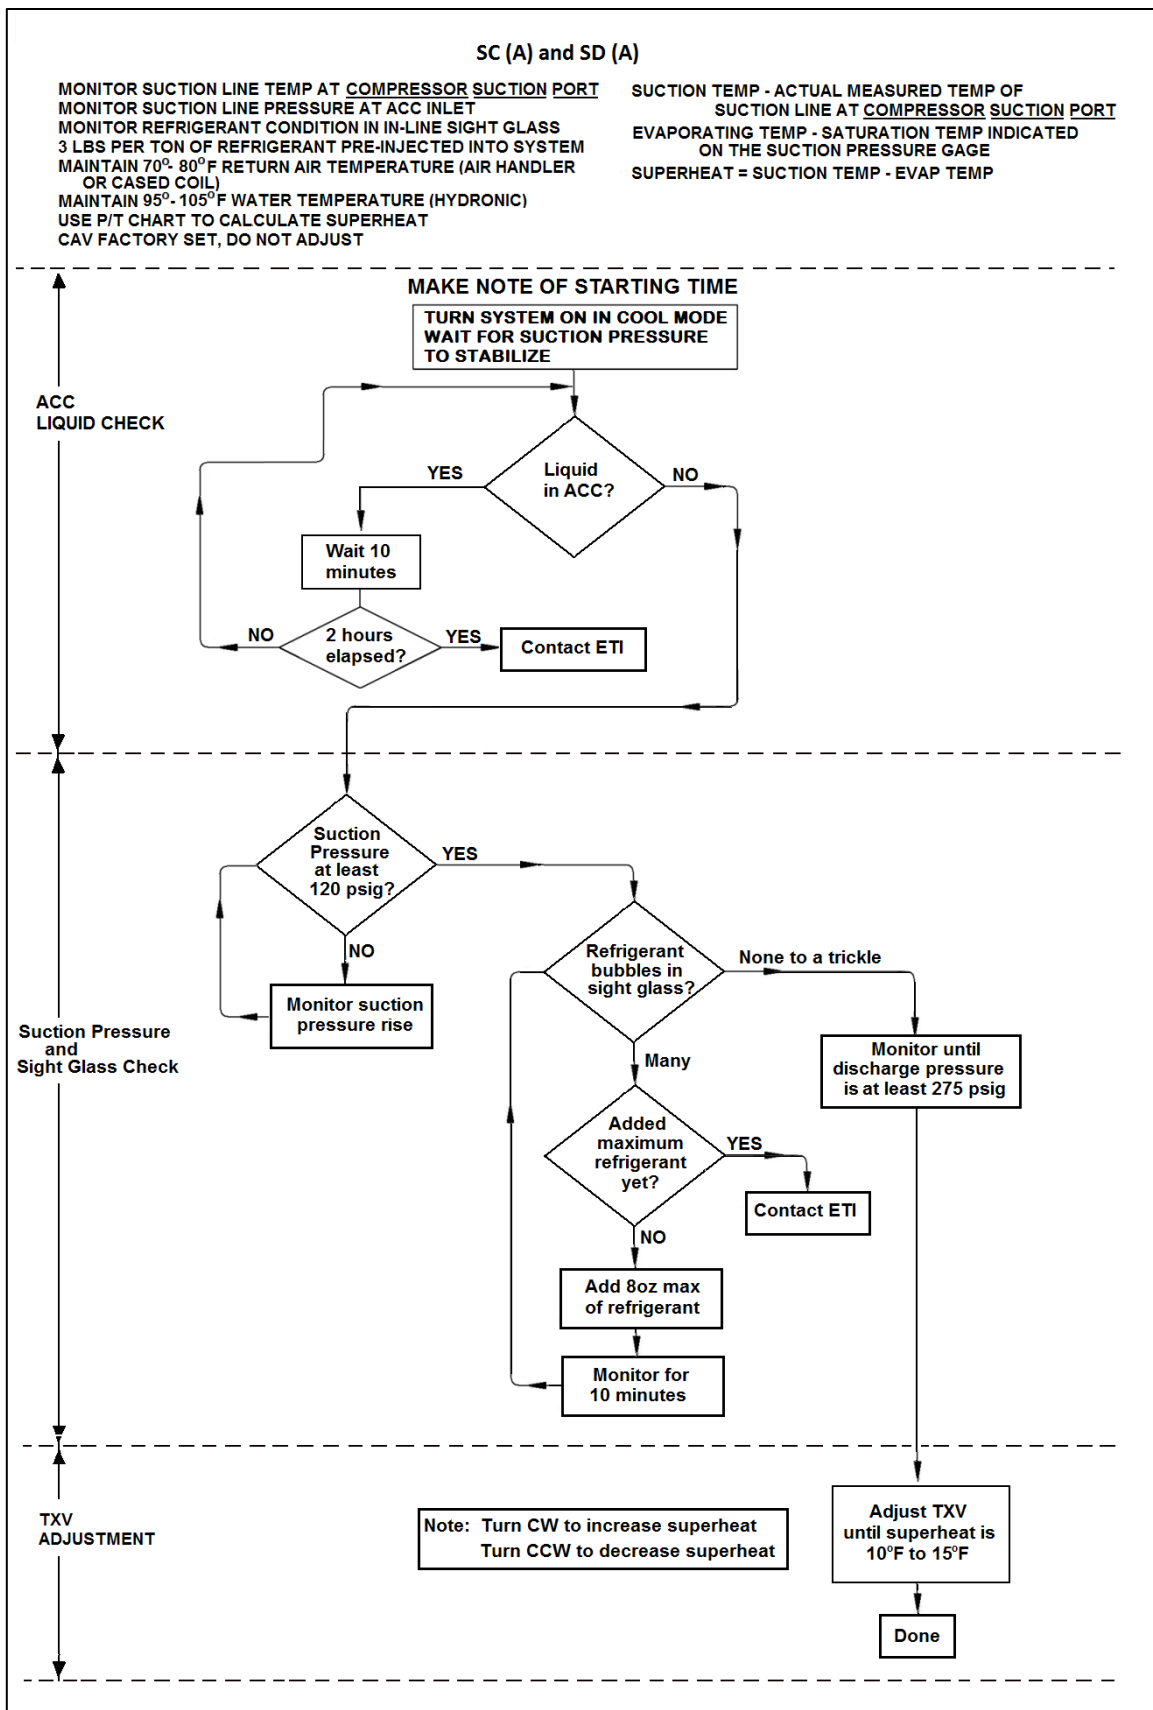 SC (A) and SD (A)
MONITOR SUCTION LINE TEMP AT COMPRESSOR SUCTION PORT
MONITOR SUCTION LINE PRESSURE AT ACC INLET
MONITOR REFRIGERANT CONDITION IN IN-LINE SIGHT GLASS
3 LBS PER TON OF REFRIGERANT PRE-INJECTED INTO SYSTEM
MAINTAIN 70°- 80°F RETURN AIR TEMPERATURE (AIR HANDLER
OR CASED COIL)
MAINTAIN 95°- 105°F WATER TEMPERATURE (HYDRONIC)
USE P/T CHART TO CALCULATE SUPERHEAT
CAV FACTORY SET, DO NOT ADJUST
SUCTION TEMP - ACTUAL MEASURED TEMP OF
SUCTION LINE AT COMPRESSOR SUCTION PORT
EVAPORATING TEMP - SATURATION TEMP INDICATED
ON THE SUCTION PRESSURE GAGE
SUPERHEAT = SUCTION TEMP - EVAP TEMP
MAKE NOTE OF STARTING TIME
TURN SYSTEM ON IN COOL MODE
WAIT FOR SUCTION PRESSURE
TO STABILIZE
ACC
LIQUID CHECK
Liquid
in ACC?
YES
NO
Wait 10
minutes
2 hours
elapsed?
NO
YES
Contact ETI
Suction Pressure
and
Sight Glass Check
Suction
Pressure
at least
120 psig?
YES
NO
Monitor suction
pressure rise
Refrigerant
bubbles in
sight glass?
None to a trickle
Many
Monitor until
discharge pressure
is at least 275 psig
Added
maximum
refrigerant
yet?
YES
Contact ETI
NO
Add 8oz max
of refrigerant
Monitor for
10 minutes
TXV
ADJUSTMENT
Note: Turn CW to increase superheat
Turn CCW to decrease superheat
Adjust TXV
until superheat is
10°F to 15°F
Done